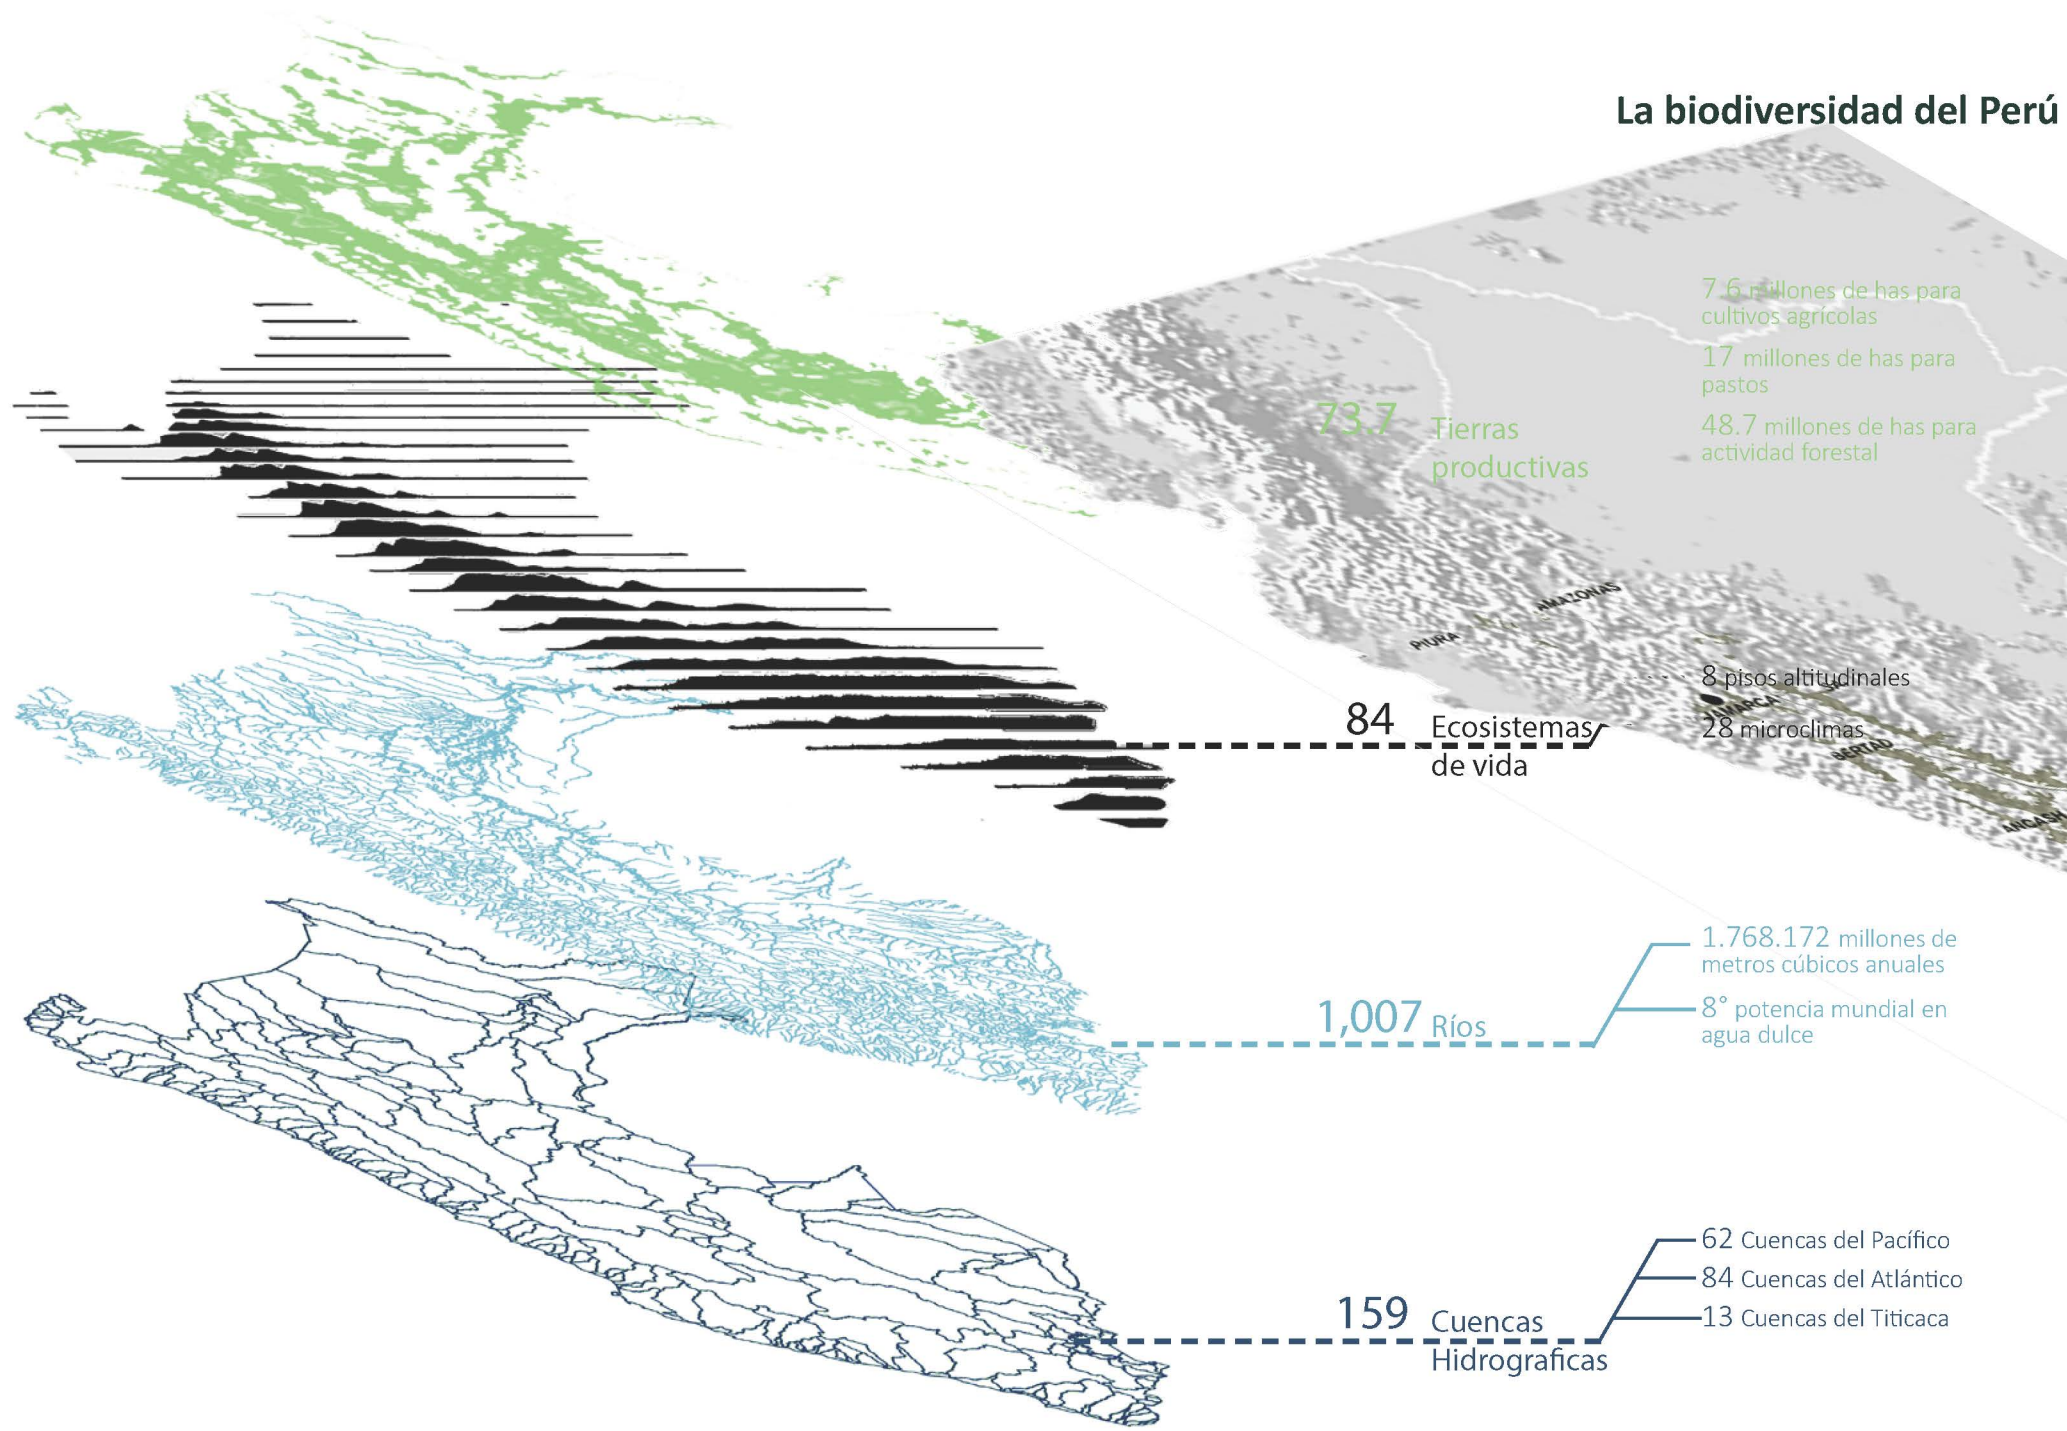 La biodiversidad del Perú
7.6 millones de has para
cultivos agrícolas
17 millones de has para
pastos
48.7 millones de has para
actividad forestal
73.7 Tierras
productivas
AMAZONAS
PIURA
8 pisos altitudinales
28 microclimas
84 Ecosistemas
de vida
ANCASH
1.768.172 millones de
metros cúbicos anuales
8° potencia mundial en
agua dulce
1,007 Ríos
62 Cuencas del Pacífico
84 Cuencas del Atlántico
13 Cuencas del Titicaca
159 Cuencas
Hidrograficas